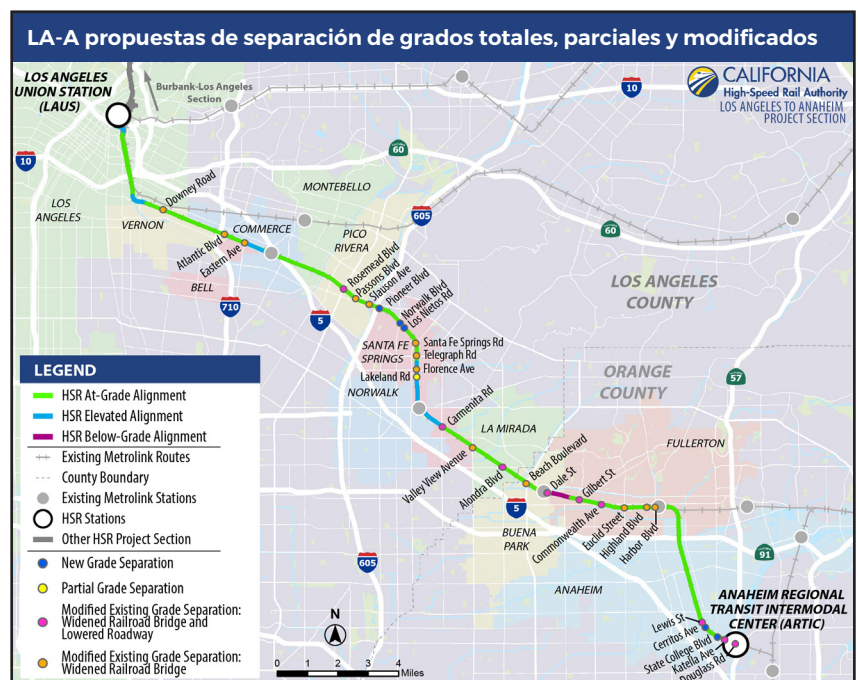 LA-A propuestas de separación de grados totales, parciales y modificados
LOS ANGELES
UNION STATION
(LAUS)
Burbank-Los Angeles
Section
10
CALIFORNIA
High-Speed Rail Authority
LOS ANGELES TO ANAHEIM
PROJECT SECTION
10
60
LOS
ANGELES
Downey Road
MONTEBELLO
VERNON
COMMERCE
PICO
RIVERA
605
60
Atlantic Blvd
Eastern Ave
BELL
710
5
Rosemead Blvd
Passons Blvd
Slauson Ave
Pioneer Blvd
Norwalk Blvd
Los Nietos Rd
LOS ANGELES
COUNTY
SANTA FE
SPRINGS
Santa Fe Springs Rd
Telegraph Rd
Florence Ave
Lakeland Rd
NORWALK
ORANGE
COUNTY
57
Carmenita Rd
LA MIRADA
FULLERTON
Valley View Avenue
Alondra Blvd
Beach Boulevard
Dale St
Gilbert St
5
BUENA
PARK
Commonwealth Ave
Euclid Street
Highland Blvd
Harbor Blvd
91
605
ANAHEIM
ANAHEIM REGIONAL
TRANSIT INTERMODAL
CENTER (ARTIC)
Lewis St
Cerritos Ave
State College Blvd
Katella Ave
Douglass Rd
LEGEND
HSR At-Grade Alignment
HSR Elevated Alignment
HSR Below-Grade Alignment
Existing Metrolink Routes
County Boundary
Existing Metrolink Stations
HSR Stations
Other HSR Project Section
New Grade Separation
Partial Grade Separation
Modified Existing Grade Separation:
Widened Railroad Bridge and
Lowered Roadway
Modified Existing Grade Separation:
Widened Railroad Bridge
N
0 1 2 3 4
Miles